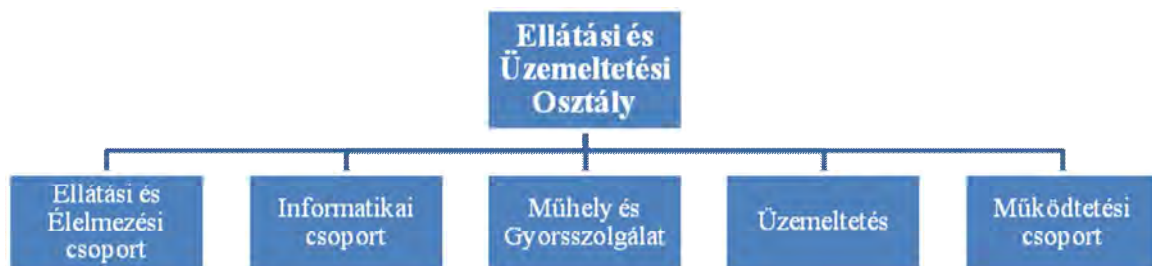 Ellátási és
Üzemeltetési
Osztály
Ellátási és
Élelmezési
csoport
Informatikai
csoport
Műhely és
Gyorsszolgálat
Üzemeltetés
Működtetési
csoport